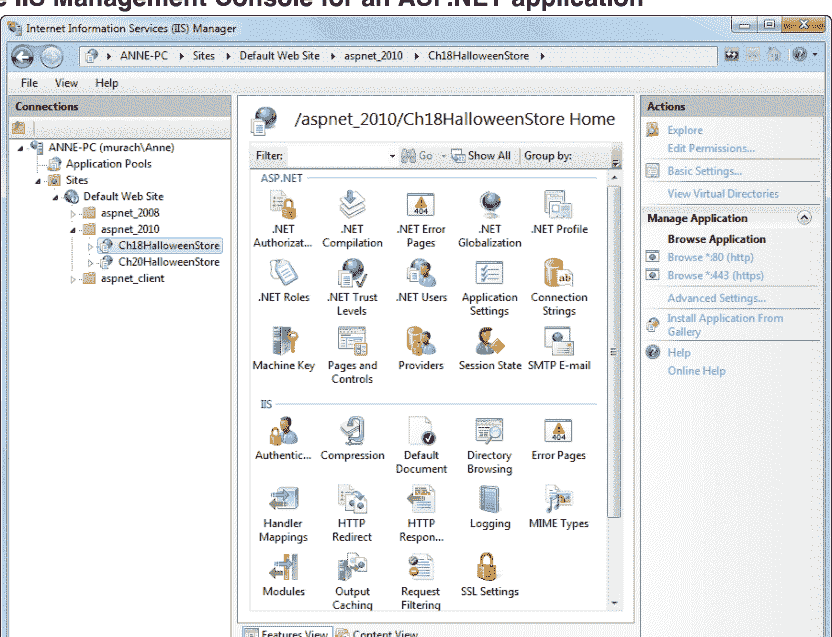 e IIS Management Console for an ASP.NET application
Internet Information Services (IIS) Manager
ANNE-PC Sites Default Web Site aspnet_2010 Ch18HalloweenStore
File View Help
Connections
ANNE-PC (murach\Anne)
Application Pools
Sites
Default Web Site
aspnet_2008
aspnet_2010
Ch18HalloweenStore
Ch20HalloweenStore
aspnet_client
/aspnet_2010/Ch18HalloweenStore Home
Filter: Go Show All Group by:
ASP.NET
.NET Authorizat...
.NET Compilation
.NET Error Pages
.NET Globalization
.NET Profile
.NET Roles
.NET Trust Levels
.NET Users
Application Settings
Connection Strings
Machine Key
Pages and Controls
Providers
Session State
SMTP E-mail
IIS
Authentic...
Compression
Default Document
Directory Browsing
Error Pages
Handler Mappings
HTTP Redirect
HTTP Respon...
Logging
MIME Types
Modules
Output Caching
Request Filtering
SSL Settings
Features View Content View
Actions
Explore
Edit Permissions...
Basic Settings...
View Virtual Directories
Manage Application
Browse Application
Browse *:80 (http)
Browse *:443 (https)
Advanced Settings...
Install Application From
Gallery
Help
Online Help